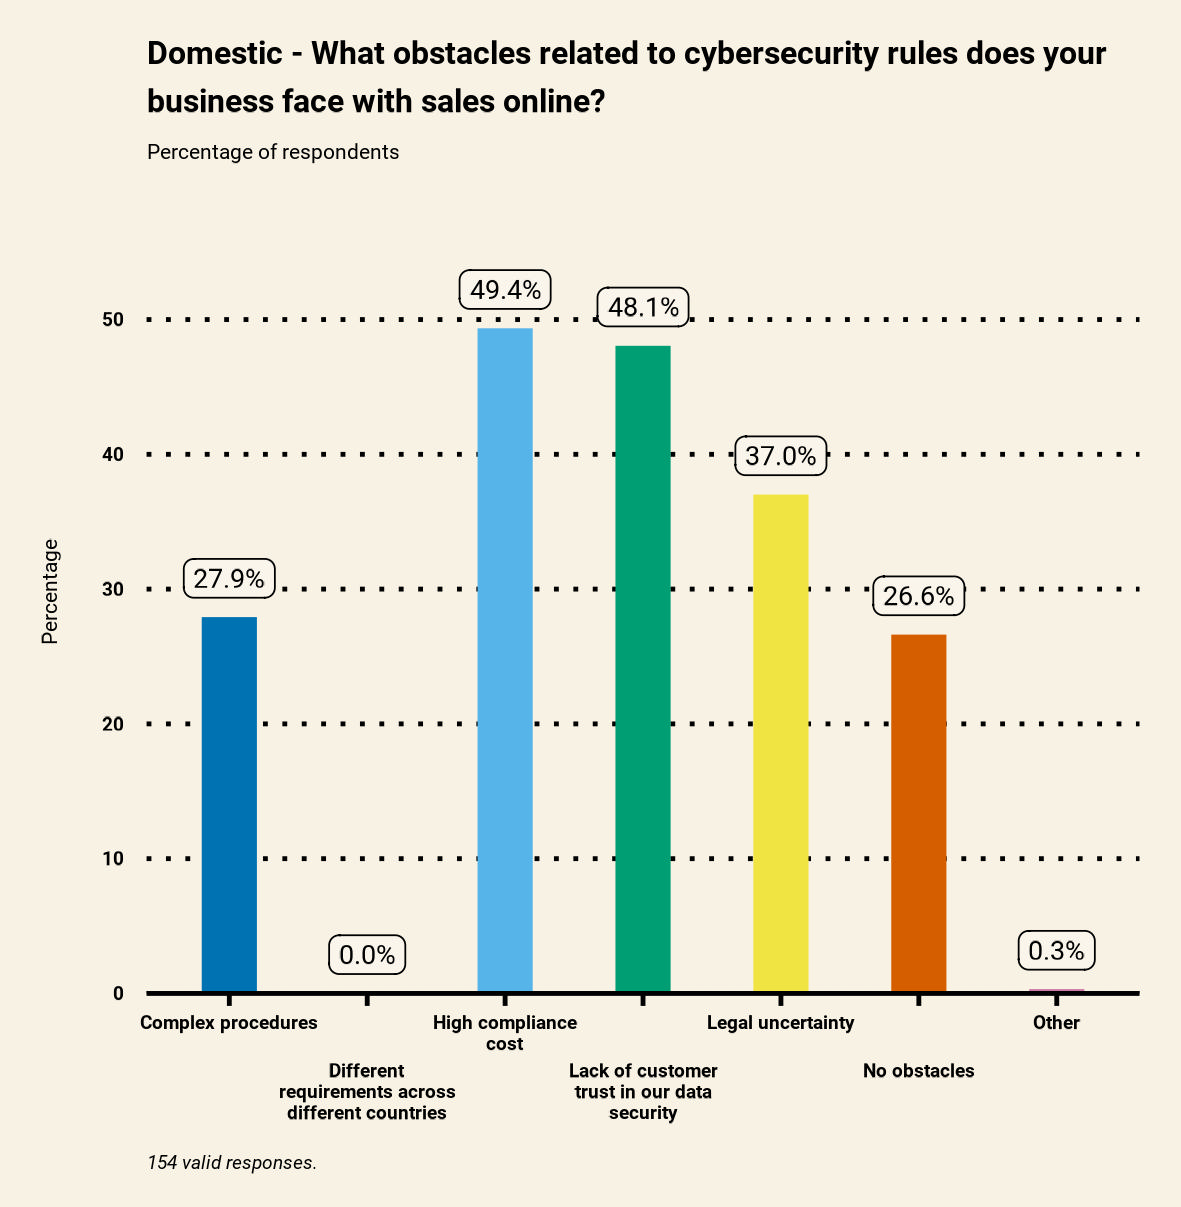 Domestic - What obstacles related to cybersecurity rules does your
business face with sales online?
Percentage of respondents
Percentage
50
40
30
20
10
0
27.9%
0.0%
49.4%
48.1%
37.0%
26.6%
0.3%
Complex procedures
Different
requirements across
different countries
High compliance
cost
Lack of customer
trust in our data
security
Legal uncertainty
No obstacles
Other
154 valid responses.